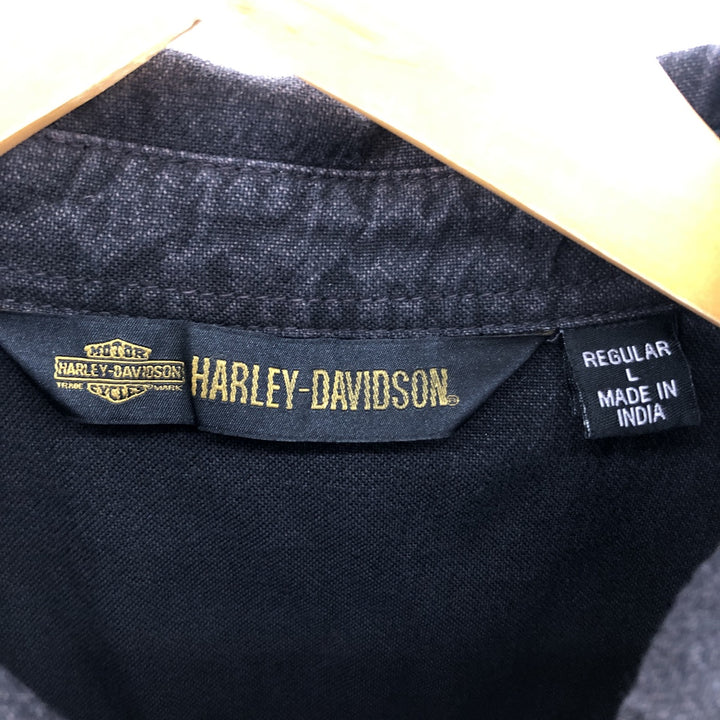 MOTOR
HARLEY-DAVIDSON
TRADE MARK
CYCLES
HARLEY-DAVIDSON®
REGULAR
L
MADE IN
INDIA